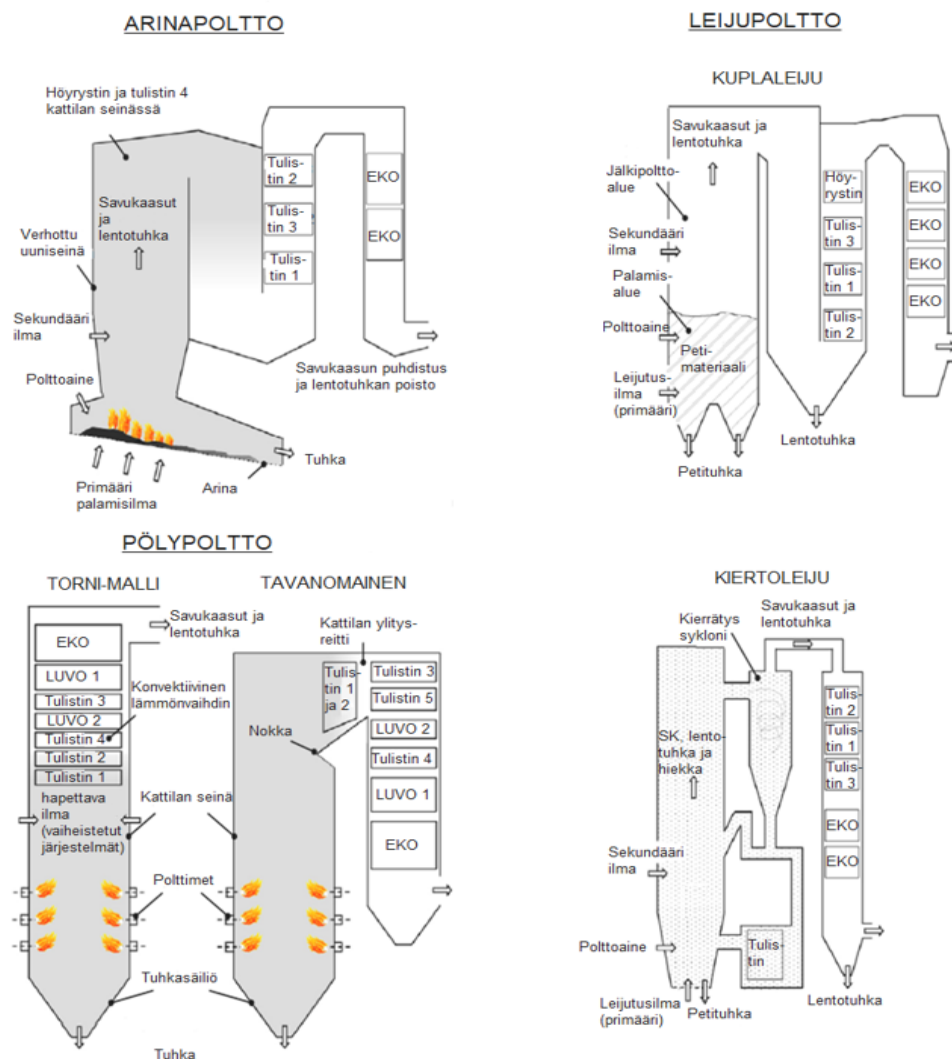 ARINAPOLTTO
Höyrystin ja tulistin 4
kattilan seinässä
Savukaasut
ja
lentotuhka
Verhottu
uuniseinä
Sekundääri
ilma
Polttoaine
Primääri
palamisilma
Arina
Tuhka
Tulis-
tin 2
Tulis-
tin 3
Tulis-
tin 1
EKO
EKO
Savukaasun puhdistus
ja lentotuhkan poisto
LEIJUPOLTTO
KUPLALEIJU
Savukaasut ja
lentotuhka
Jälkipoltto-
alue
Sekundääri
ilma
Palamis-
alue
Polttoaine
Peti-
materiaali
Leijutus-
ilma
(primääri)
Petituhka
Höy-
rystin
Tulis-
tin 3
Tulis-
tin 1
Tulis-
tin 2
EKO
EKO
EKO
EKO
Lentotuhka
PÖLYPOLTTO
TORNI-MALLI
Savukaasut ja
lentotuhka
EKO
LUVO 1
Tulistin 3
LUVO 2
Tulistin 4
Tulistin 2
Tulistin 1
Konvektiivinen
lämmönvaihdin
hapettava
ilma
(vaiheistetut
järjestelmät)
Kattilan seinä
Polttimet
Tuhkasäiliö
Tuhka
TAVANOMAINEN
Kattilan ylitys-
reitti
Tulis-
tin 1
ja 2
Nokka
Tulistin 3
Tulistin 5
LUVO 2
Tulistin 4
LUVO 1
EKO
KIERTOLEIJU
Savukaasut ja
lentotuhka
Kierrätys
sykloni
SK, lento-
tuhka ja
hiekka
Sekundääri
ilma
Polttoaine
Leijutusilma
(primääri)
Petituhka
Tulis-
tin
Tulis-
tin 2
Tulis-
tin 1
Tulis-
tin 3
EKO
EKO
Lentotuhka